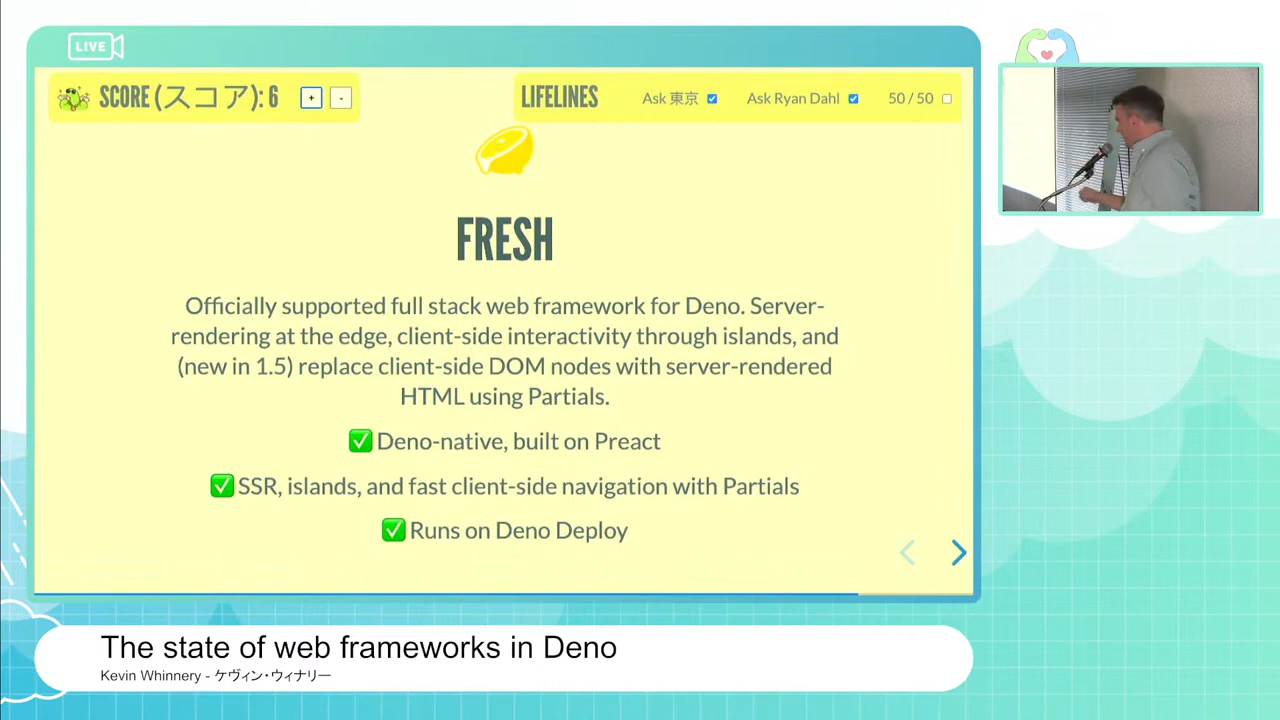 LIVE
SCORE (スコア): 6 + -
LIFELINES Ask 東京 Ask Ryan Dahl 50 / 50
FRESH
Officially supported full stack web framework for Deno. Server-
rendering at the edge, client-side interactivity through islands, and
(new in 1.5) replace client-side DOM nodes with server-rendered
HTML using Partials.
✅ Deno-native, built on Preact
✅ SSR, islands, and fast client-side navigation with Partials
✅ Runs on Deno Deploy
The state of web frameworks in Deno
Kevin Whinnery - ケヴィン・ウィナリー